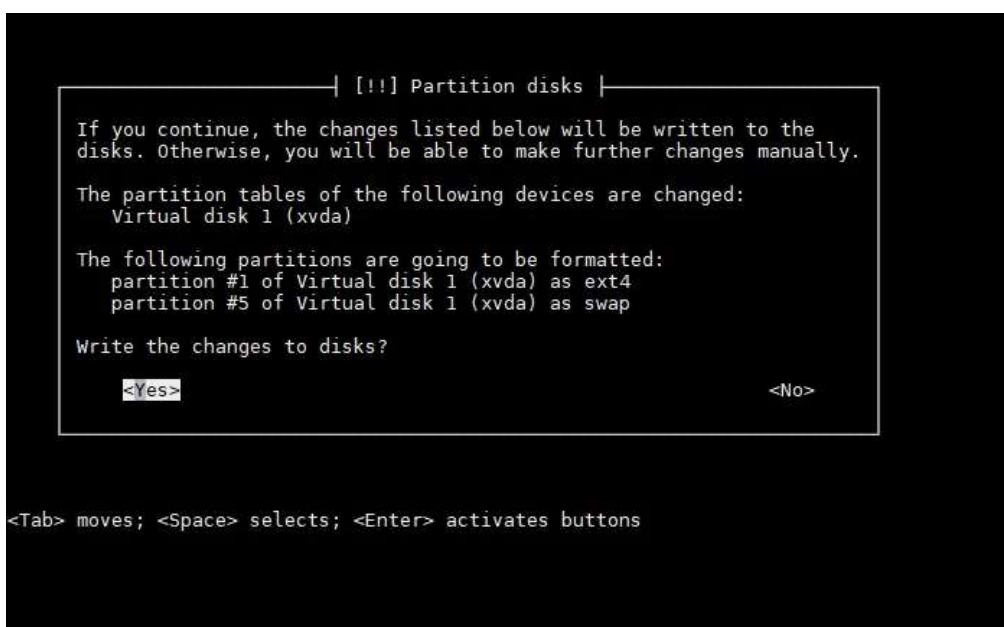 [!!] Partition disks
If you continue, the changes listed below will be written to the
disks. Otherwise, you will be able to make further changes manually.
The partition tables of the following devices are changed:
Virtual disk 1 (xvda)
The following partitions are going to be formatted:
partition #1 of Virtual disk 1 (xvda) as ext4
partition #5 of Virtual disk 1 (xvda) as swap
Write the changes to disks?
<Yes> <No>
<Tab> moves; <Space> selects; <Enter> activates buttons